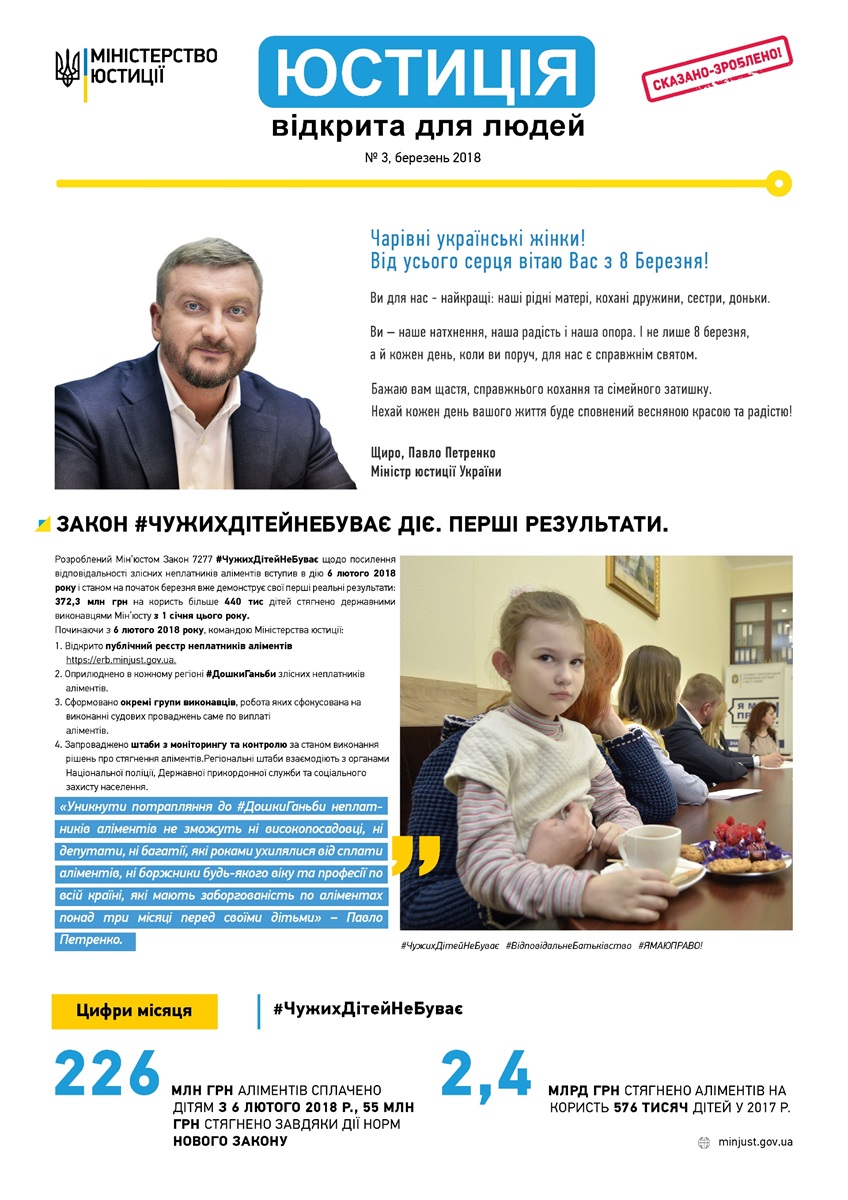 МІНІСТЕРСТВО
ЮСТИЦІЇ
ЮСТИЦІЯ
відкрита для людей
№ 3, березень 2018
СКАЗАНО-ЗРОБЛЕНО!
Чарівні українські жінки!
Від усього серця вітаю Вас з 8 Березня!
Ви для нас - найкращі: наші рідні матері, кохані дружини, сестри, доньки.
Ви – наше натхнення, наша радість і наша опора. І не лише 8 березня,
а й кожен день, коли ви поруч, для нас є справжнім святом.
Бажаю вам щастя, справжнього кохання та сімейного затишку.
Нехай кожен день вашого життя буде сповнений весняною красою та радістю!
Щиро, Павло Петренко
Міністр юстиції України
ЗАКОН #ЧУЖИХДІТЕЙНЕБУВАЄ ДІЄ. ПЕРШІ РЕЗУЛЬТАТИ.
Розроблений Мін'юстом Закон 7277 #ЧужихДітейНеБуває щодо посилення
відповідальності злісних неплатників аліментів вступив в дію 6 лютого 2018
року і станом на початок березня вже демонструє свої перші реальні результати:
372,3 млн грн на користь більше 440 тис дітей стягнено державними
виконавцями Мін'юсту з 1 січня цього року.
Починаючи з 6 лютого 2018 року, командою Міністерства юстиції:
1. Відкрито публічний реєстр неплатників аліментів
https://erb.minjust.gov.ua.
2. Оприлюднено в кожному регіоні #ДошкиГаньби злісних неплатників
аліментів.
3. Сформовано окремі групи виконавців, робота яких сфокусована на
виконанні судових проваджень саме по виплаті
аліментів.
4. Запроваджено штаби з моніторингу та контролю за станом виконання
рішень про стягнення аліментів.Регіональні штаби взаємодіють з органами
Національної поліції, Державної прикордонної служби та соціального
захисту населення.
«Уникнути потрапляння до #ДошкиГаньби неплат-
ників аліментів не зможуть ні високопосадовці, ні
депутати, ні багатії, які роками ухилялися від сплати
аліментів, ні боржники будь-якого віку та професії по
всій країні, які мають заборгованість по аліментах
понад три місяці перед своїми дітьми» – Павло
Петренко.
#ЧужихДітейНеБуває #ВідповідальнеБатьківство #ЯМАЮПРАВО!
Цифри місяця
#ЧужихДітейНеБуває
226
МЛН ГРН АЛІМЕНТІВ СПЛАЧЕНО
ДІТЯМ З 6 ЛЮТОГО 2018 Р., 55 МЛН
ГРН СТЯГНЕНО ЗАВДЯКИ ДІЇ НОРМ
НОВОГО ЗАКОНУ
2,4
МЛРД ГРН СТЯГНЕНО АЛІМЕНТІВ НА
КОРИСТЬ 576 ТИСЯЧ ДІТЕЙ У 2017 Р.
minjust.gov.ua